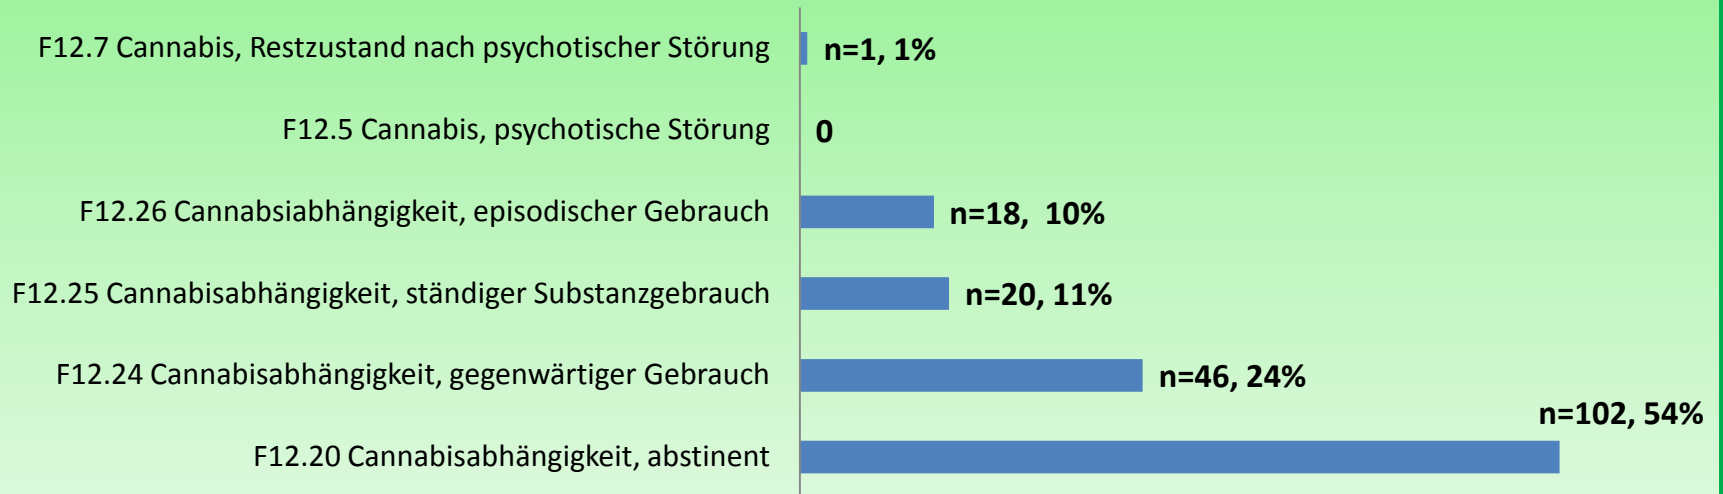 F12.7 Cannabis, Restzustand nach psychotischer Störung n=1, 1%
F12.5 Cannabis, psychotische Störung 0
F12.26 Cannabsiabhängigkeit, episodischer Gebrauch n=18, 10%
F12.25 Cannabisabhängigkeit, ständiger Substanzgebrauch n=20, 11%
F12.24 Cannabisabhängigkeit, gegenwärtiger Gebrauch n=46, 24%
n=102, 54%
F12.20 Cannabisabhängigkeit, abstinent